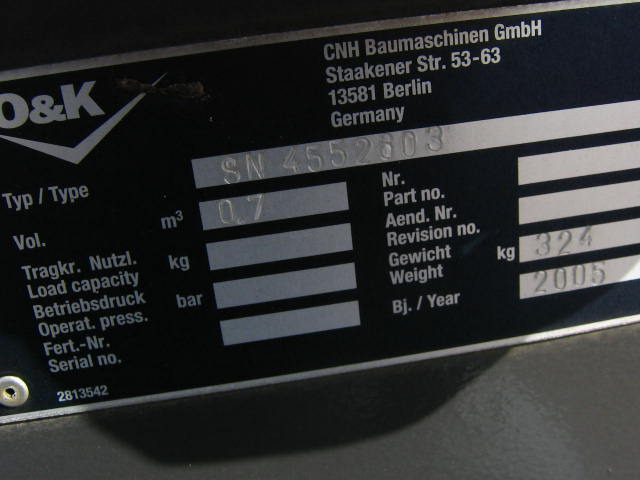 O&K
CNH Baumaschinen GmbH
Staakener Str. 53-63
13581 Berlin
Germany
Typ / Type SN 4552603
Vol. m³ 0,7
Tragkr. Nutzl.
Load capacity kg
Betriebsdruck
Operat. press. bar
Fert.-Nr.
Serial no.
Nr.
Part no.
Aend. Nr.
Revision no.
Gewicht
Weight kg 324
Bj. / Year 2005
2813542